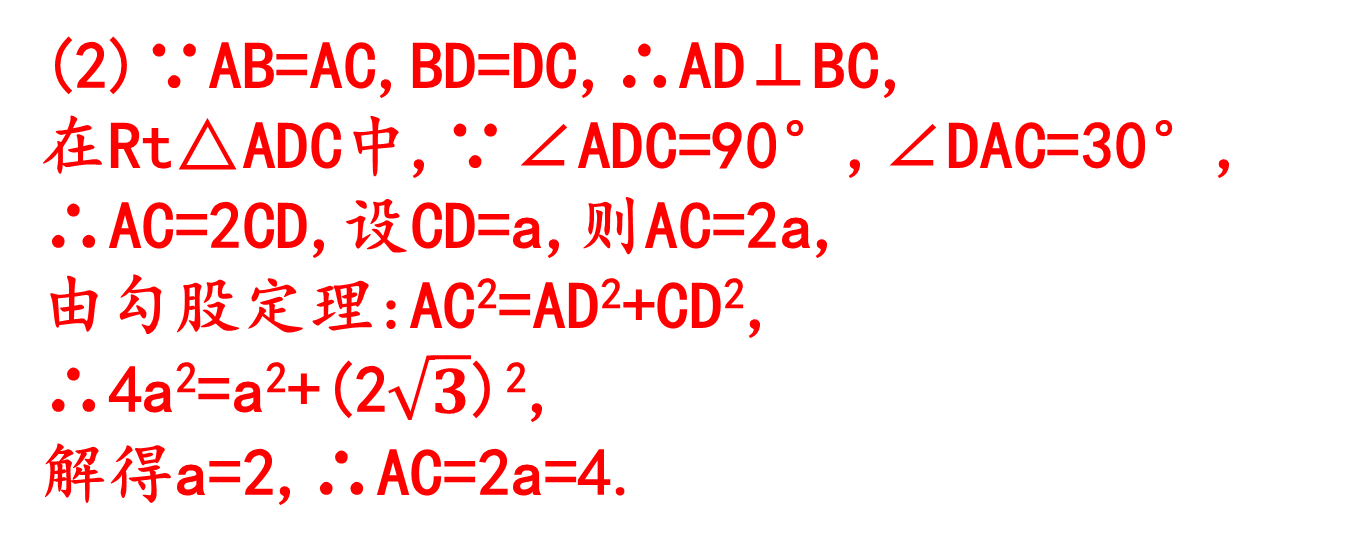 (2)∵AB=AC,BD=DC,∴AD⊥BC,
在Rt△ADC中,∵∠ADC=90°,∠DAC=30°,
∴AC=2CD,设CD=a,则AC=2a,
由勾股定理:AC²=AD²+CD²,
∴4a²=a²+(2√3)²,
解得a=2,∴AC=2a=4.